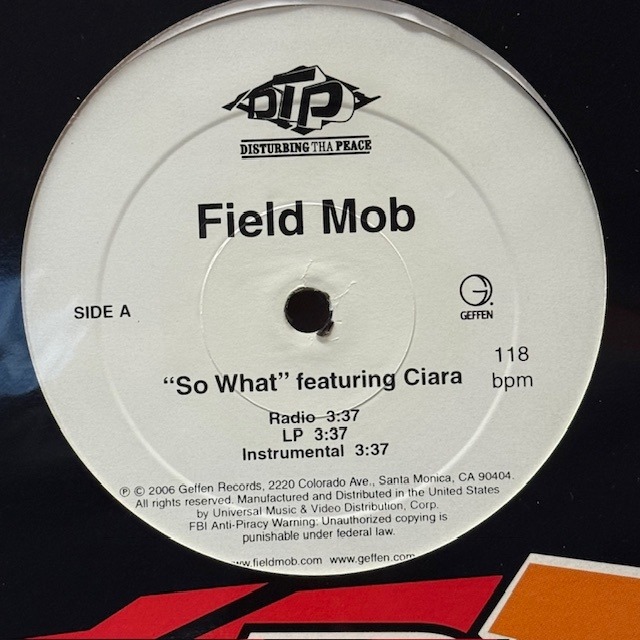 DTP
DISTURBING THA PEACE
Field Mob
SIDE A
G.
GEFFEN
118
bpm
“So What” featuring Ciara
Radio 3:37
LP 3:37
Instrumental 3:37
℗ © 2006 Geffen Records, 2220 Colorado Ave., Santa Monica, CA 90404.
All rights reserved. Manufactured and Distributed in the United States
by Universal Music & Video Distribution, Corp.
FBI Anti-Piracy Warning: Unauthorized copying is
punishable under federal law.
www.fieldmob.com www.geffen.com